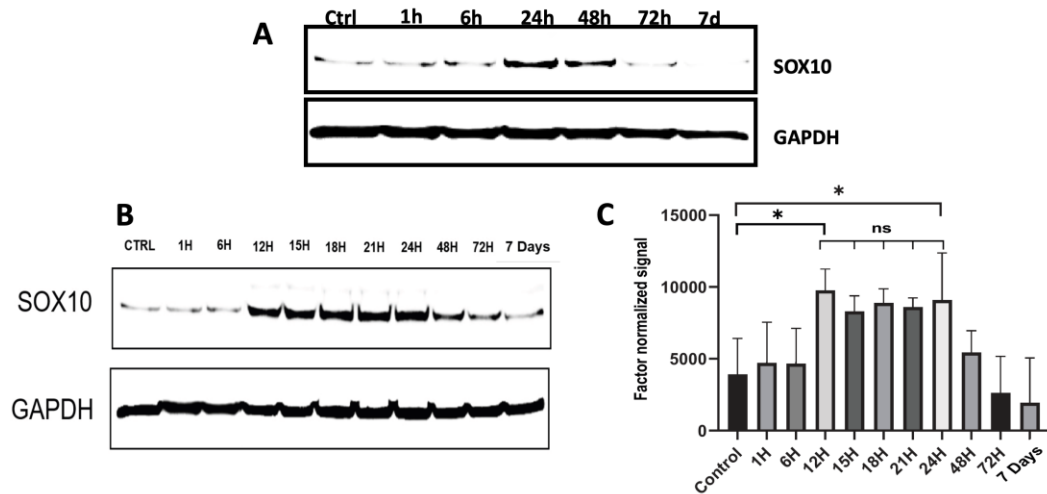 A
Ctrl 1h 6h 24h 48h 72h 7d
SOX10
GAPDH
B
CTRL 1H 6H 12H 15H 18H 21H 24H 48H 72H 7 Days
SOX10
GAPDH
C
*
*
ns
Factor normalized signal
15000
10000
5000
0
Control 1H 6H 12H 15H 18H 21H 24H 48H 72H 7 Days